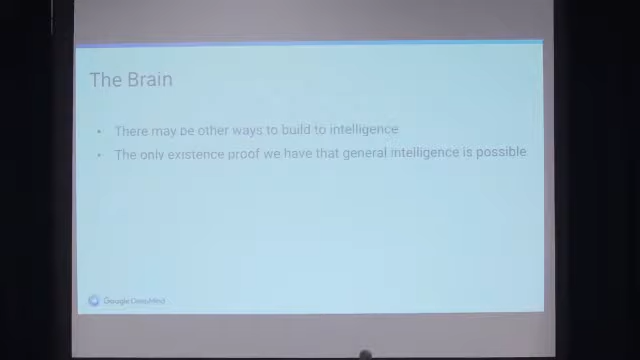 The Brain
• There may be other ways to build to intelligence
• The only existence proof we have that general intelligence is possible
Google DeepMind